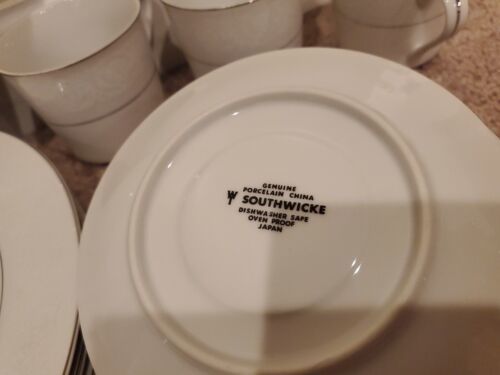 GENUINE
PORCELAIN CHINA
SOUTHWICKE
DISHWASHER SAFE
OVEN PROOF
JAPAN